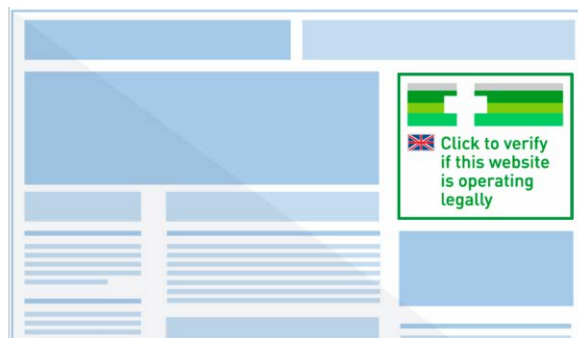 Click to verify
if this website
is operating
legally